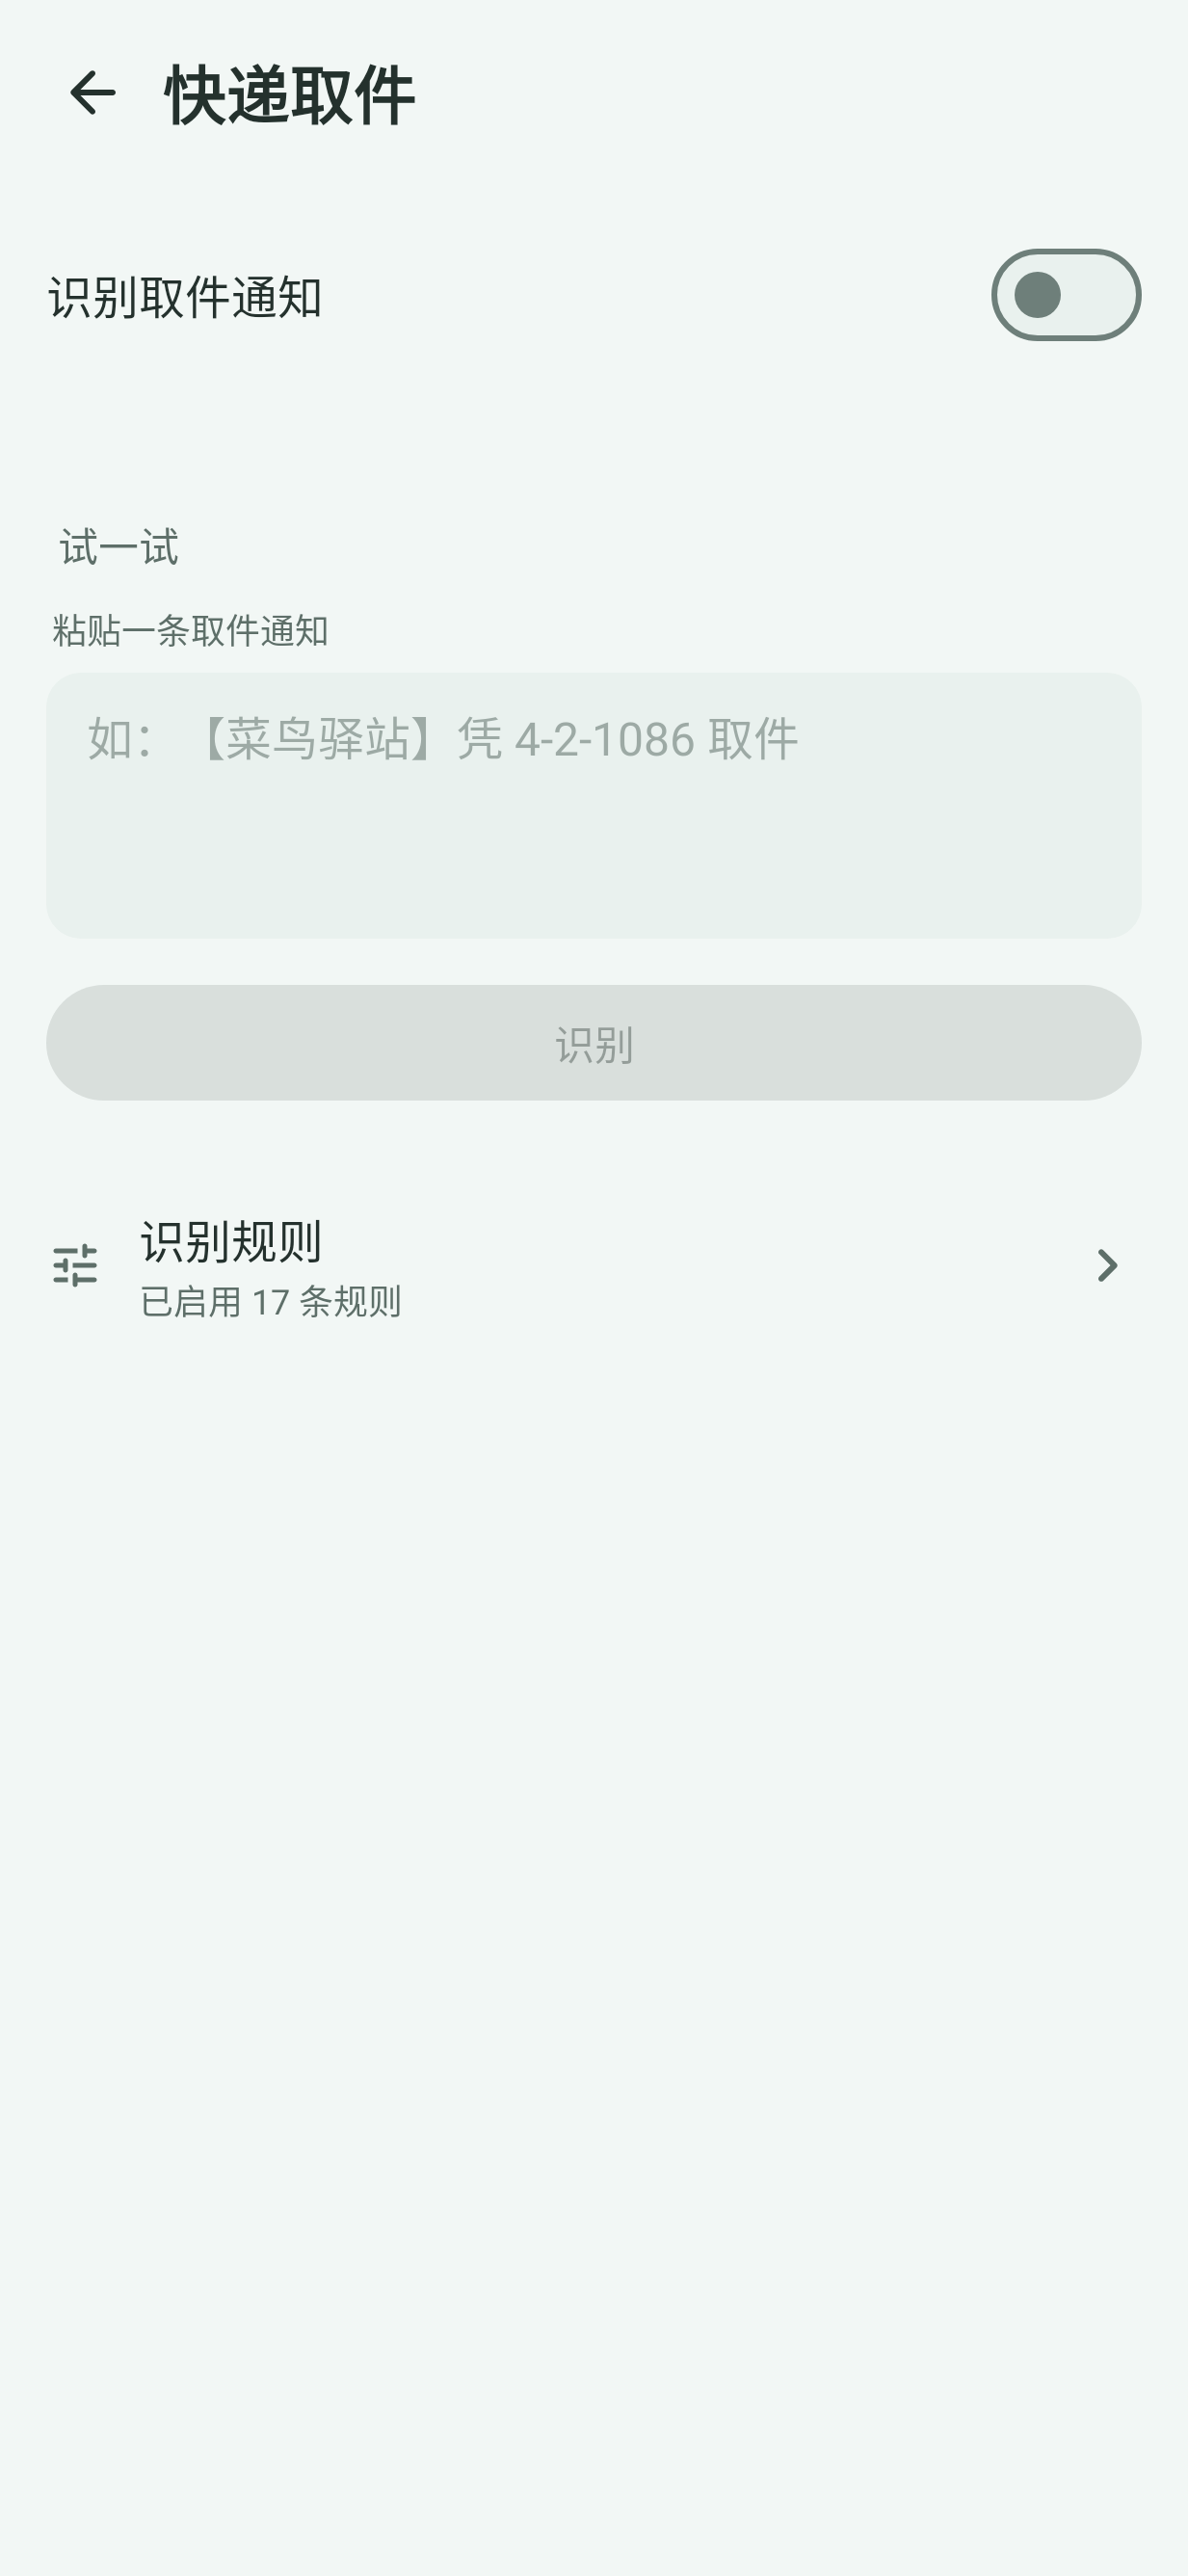 快递取件
识别取件通知
试一试
粘贴一条取件通知
如：【菜鸟驿站】凭 4-2-1086 取件
识别
识别规则
已启用 17 条规则